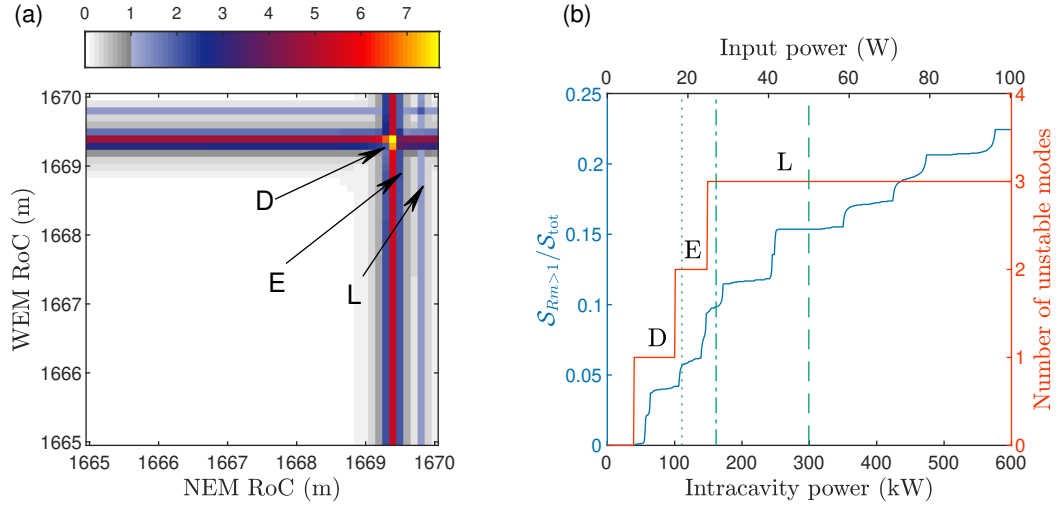 (a)
0 1 2 3 4 5 6 7
1670
1669
1668
1667
1666
1665
WEM RoC (m)
D
E
L
1665 1666 1667 1668 1669 1670
NEM RoC (m)
(b)
Input power (W)
0 20 40 60 80 100
0.25
0.2
0.15
0.1
0.05
0
S_{Rm>1}/S_{tot}
D
E
L
4
3
2
1
0
Number of unstable modes
0 100 200 300 400 500 600
Intracavity power (kW)